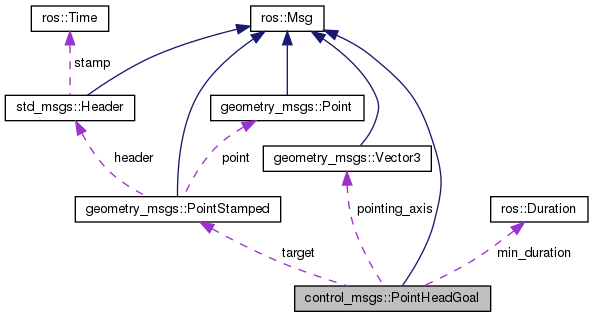 ros::Time
ros::Msg
stamp
std_msgs::Header
geometry_msgs::Point
header
point
geometry_msgs::Vector3
geometry_msgs::PointStamped
pointing_axis
ros::Duration
target
min_duration
control_msgs::PointHeadGoal